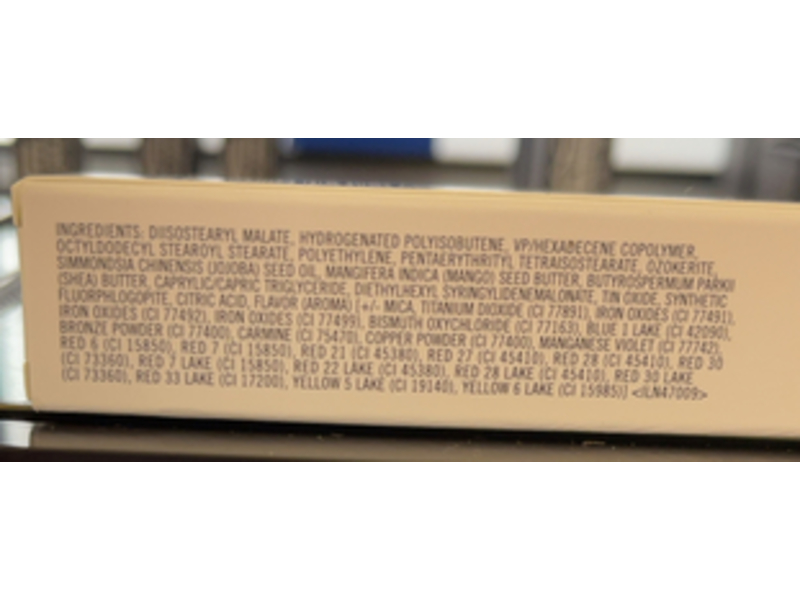 INGREDIENTS: DIISOSTEARYL MALATE, HYDROGENATED POLYISOBUTENE, VP/HEXABECENE COPOLYMER,
OCTYLDODECYL STEAROYL STEARATE, POLYETHYLENE, PENTAERYTHRITYL TETRAISOSTEARATE, OZOKERITE,
SIMMONDSIA CHINENSIS (JOJOBA) SEED OIL, MANGIFERA INDICA (MANGO) SEED BUTTER, BUTYROSPERMUM PARKII
(SHEA) BUTTER, CAPRYLIC/CAPRIC TRIGLYCERIDE, DIETHYLHEXYL SYRINGYLIDENEMALONATE, TIN OXIDE, SYNTHETIC
FLUORPHLOGOPITE, CITRIC ACID, FLAVOR (AROMA) [+/- MICA, TITANIUM DIOXIDE (CI 77891), IRON OXIDES (CI 77491),
IRON OXIDES (CI 77492), IRON OXIDES (CI 77499), BISMUTH OXYCHLORIDE (CI 77163), BLUE 1 LAKE (CI 42090),
BRONZE POWDER (CI 77400), CARMINE (CI 75470), COPPER POWDER (CI 77400), MANGANESE VIOLET (CI 77742),
RED 6 (CI 15850), RED 7 (CI 15850), RED 21 (CI 45380), RED 27 (CI 45410), RED 28 (CI 45410), RED 30
(CI 73360), RED 7 LAKE (CI 15850), RED 22 LAKE (CI 45380), RED 28 LAKE (CI 45410), RED 30 LAKE
(CI 73360), RED 33 LAKE (CI 17200), YELLOW 5 LAKE (CI 19140), YELLOW 6 LAKE (CI 15985)] <ILN47009>